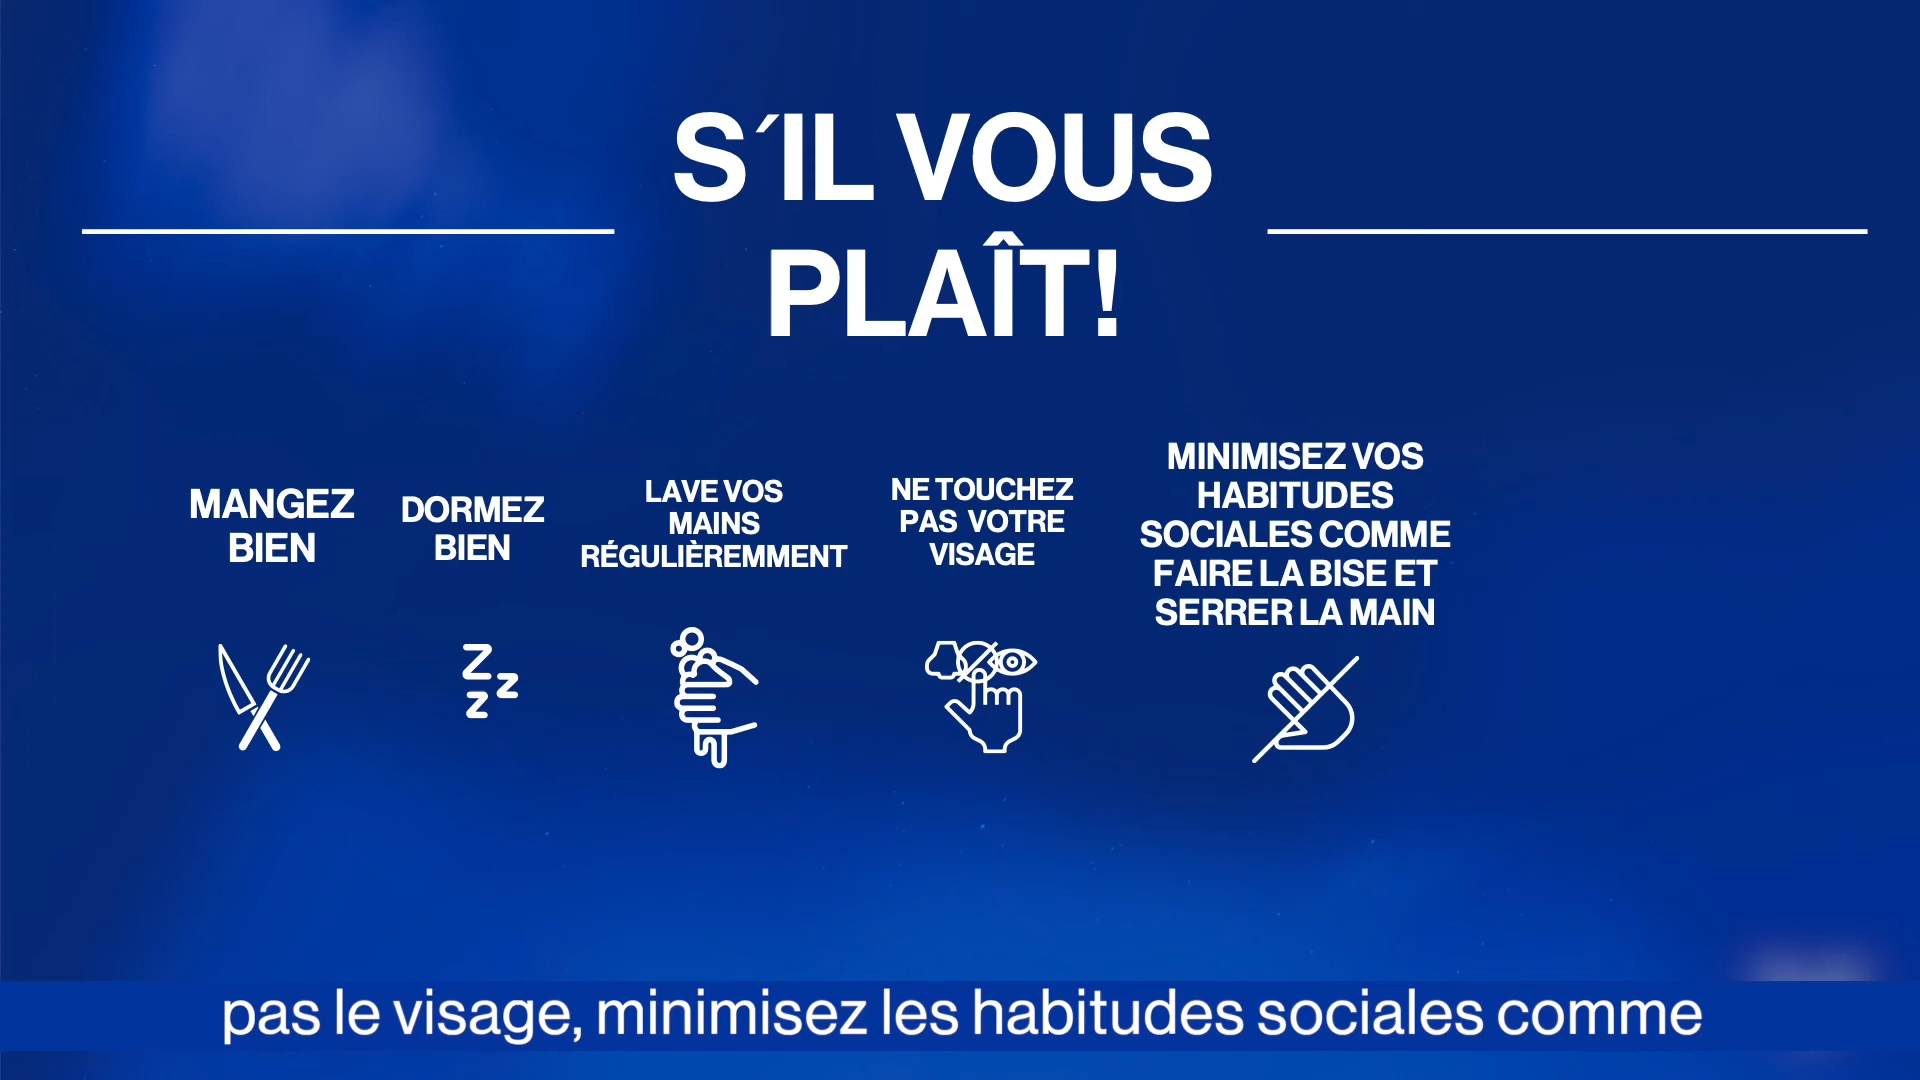 S´IL VOUS
PLAÎT!
MANGEZ
BIEN
DORMEZ
BIEN
LAVE VOS
MAINS
RÉGULIÈREMMENT
NE TOUCHEZ
PAS VOTRE
VISAGE
MINIMISEZ VOS
HABITUDES
SOCIALES COMME
FAIRE LA BISE ET
SERRER LA MAIN
Z
z
z
pas le visage, minimisez les habitudes sociales comme